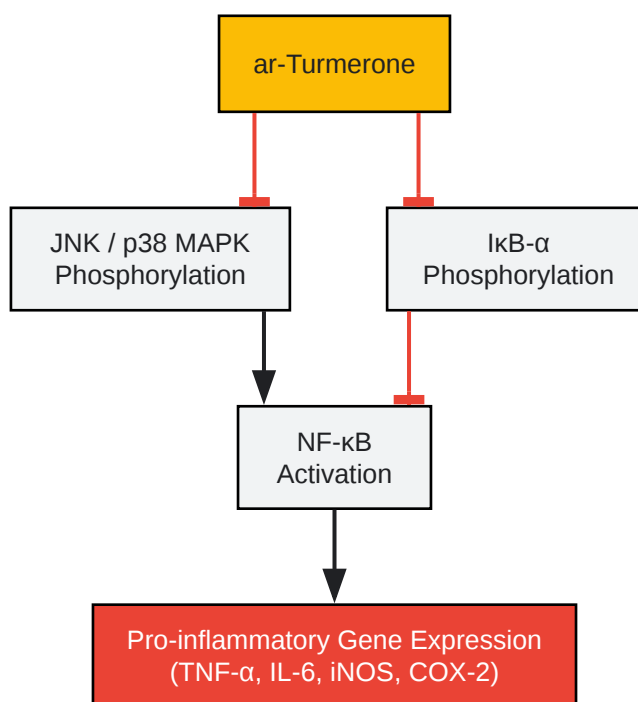 ar-Turmerone
JNK / p38 MAPK
Phosphorylation
IκB-α
Phosphorylation
NF-κB
Activation
Pro-inflammatory Gene Expression
(TNF-α, IL-6, iNOS, COX-2)